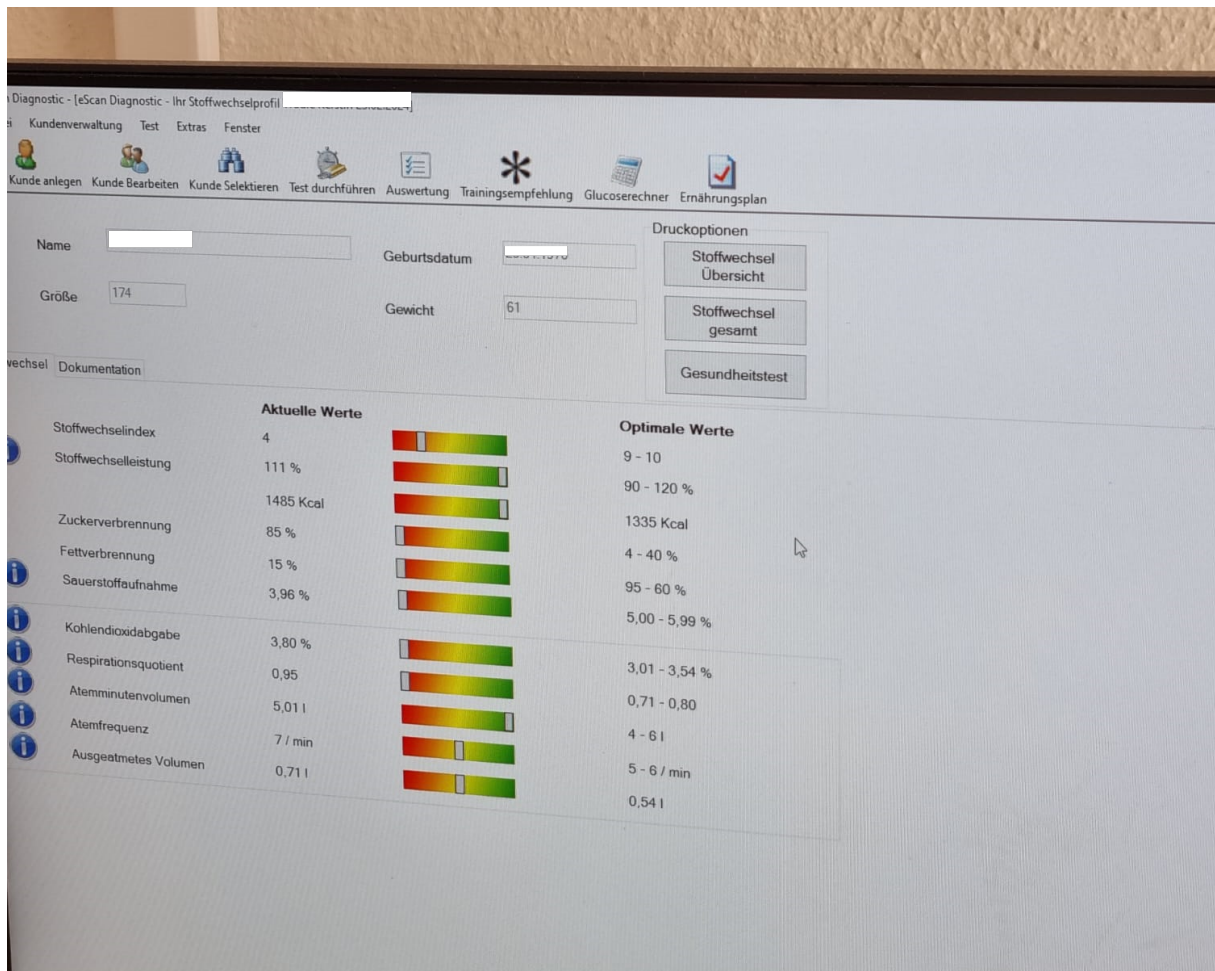 Diagnostic - [eScan Diagnostic - Ihr Stoffwechselprofil
Kundenverwaltung Test Extras Fenster
Kunde anlegen Kunde Bearbeiten Kunde Selektieren Test durchführen Auswertung Trainingsempfehlung Glucoserechner Ernährungsplan
Name
Geburtsdatum
Größe 174
Gewicht 61
Druckoptionen
Stoffwechsel
Übersicht
Stoffwechsel
gesamt
Gesundheitstest
Dokumentation
Aktuelle Werte Optimale Werte
Stoffwechselindex 4 9 - 10
Stoffwechselleistung 111 % 90 - 120 %
1485 Kcal 1335 Kcal
Zuckerverbrennung 85 % 4 - 40 %
Fettverbrennung 15 % 95 - 60 %
Sauerstoffaufnahme 3,96 % 5,00 - 5,99 %
Kohlendioxidabgabe 3,80 % 3,01 - 3,54 %
Respirationsquotient 0,95 0,71 - 0,80
Atemminutenvolumen 5,01 l 4 - 6 l
Atemfrequenz 7 / min 5 - 6 / min
Ausgeatmetes Volumen 0,71 l 0,54 l